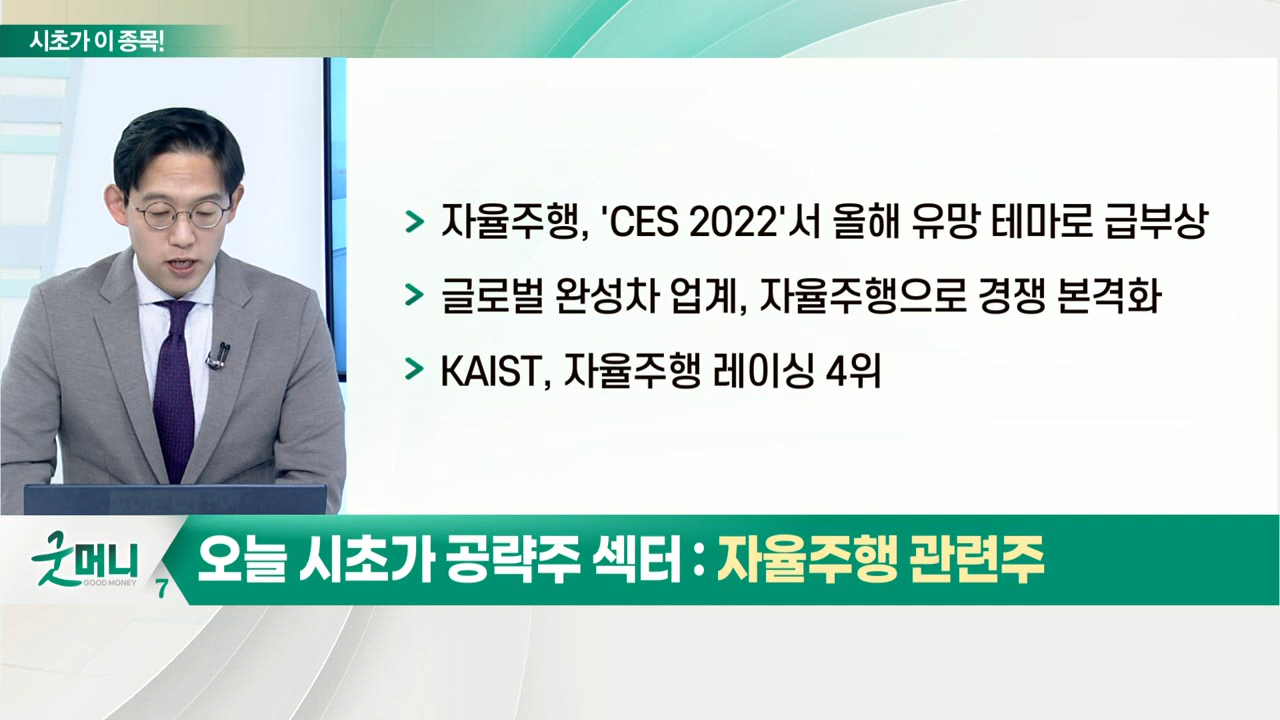 시초가 이 종목!
> 자율주행, 'CES 2022'서 올해 유망 테마로 급부상
> 글로벌 완성차 업계, 자율주행으로 경쟁 본격화
> KAIST, 자율주행 레이싱 4위
굿머니
GOOD MONEY
7
오늘 시초가 공략주 섹터 : 자율주행 관련주